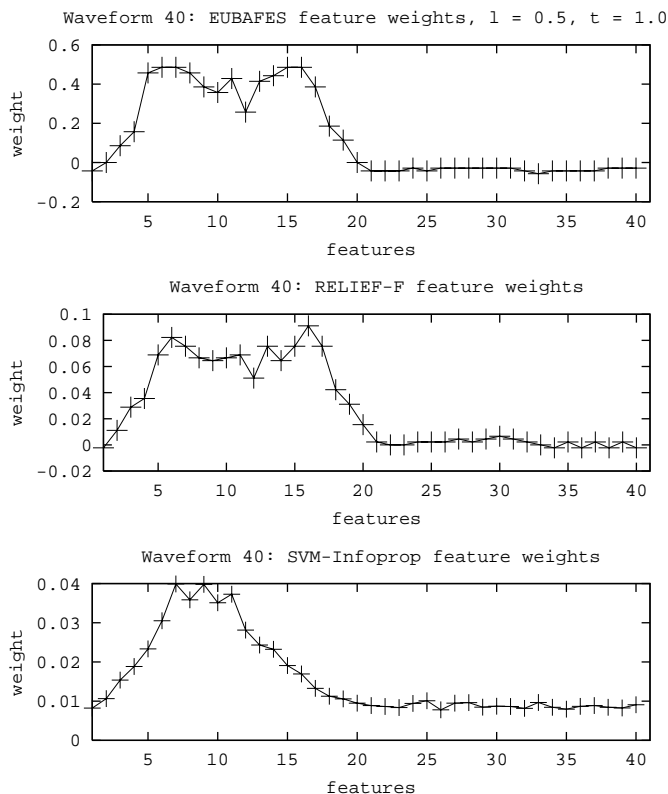 Waveform 40: EUBAFES feature weights, l = 0.5, t = 1.0
0.6
0.4
0.2
0
-0.2
weight
5 10 15 20 25 30 35 40
features
Waveform 40: RELIEF-F feature weights
0.1
0.08
0.06
0.04
0.02
0
-0.02
weight
5 10 15 20 25 30 35 40
features
Waveform 40: SVM-Infoprop feature weights
0.04
0.03
0.02
0.01
0
weight
5 10 15 20 25 30 35 40
features